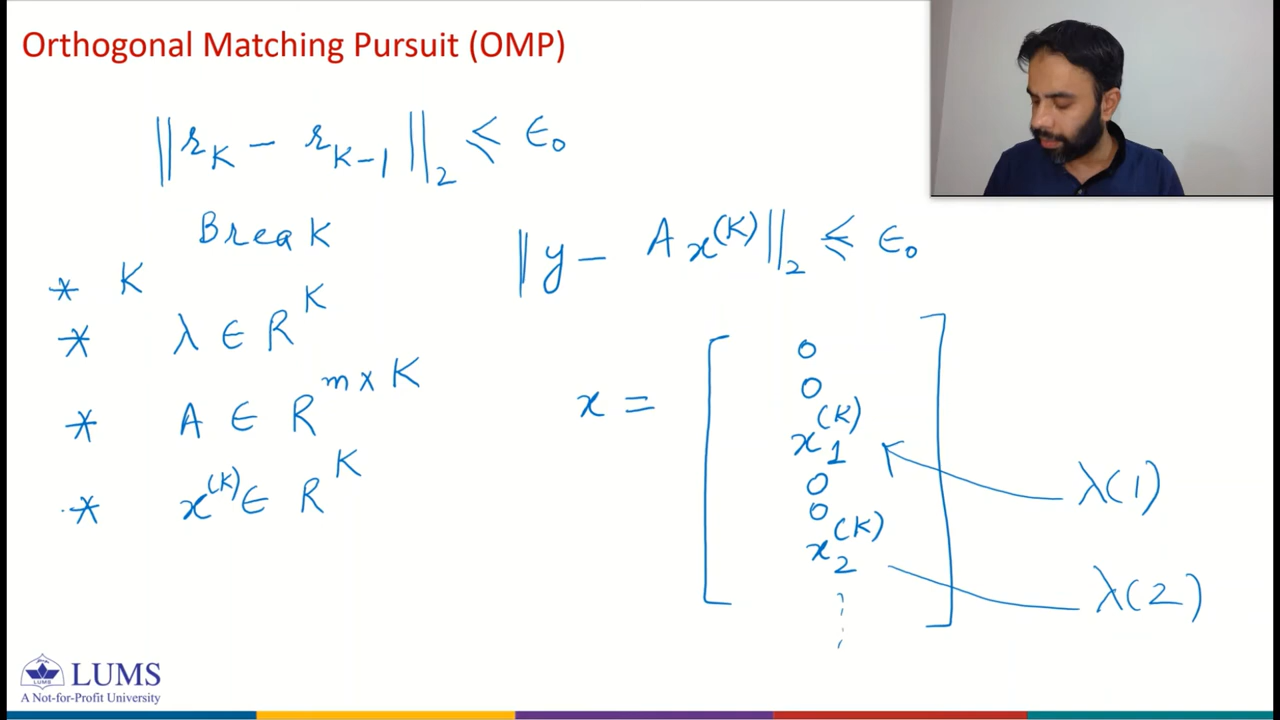 Orthogonal Matching Pursuit (OMP)
‖r_K − r_{K−1}‖_2 ≤ ϵ_0
Break
* K
* λ ∈ R^K
* A ∈ R^{m×K}
* x^{(K)} ∈ R^K
‖y − A x^{(K)}‖_2 ≤ ϵ_0
x = [
0
0
x_1^{(K)} λ(1)
0
0
x_2^{(K)} λ(2)
⋮
]
LUMS
LUMS
A Not-for-Profit University